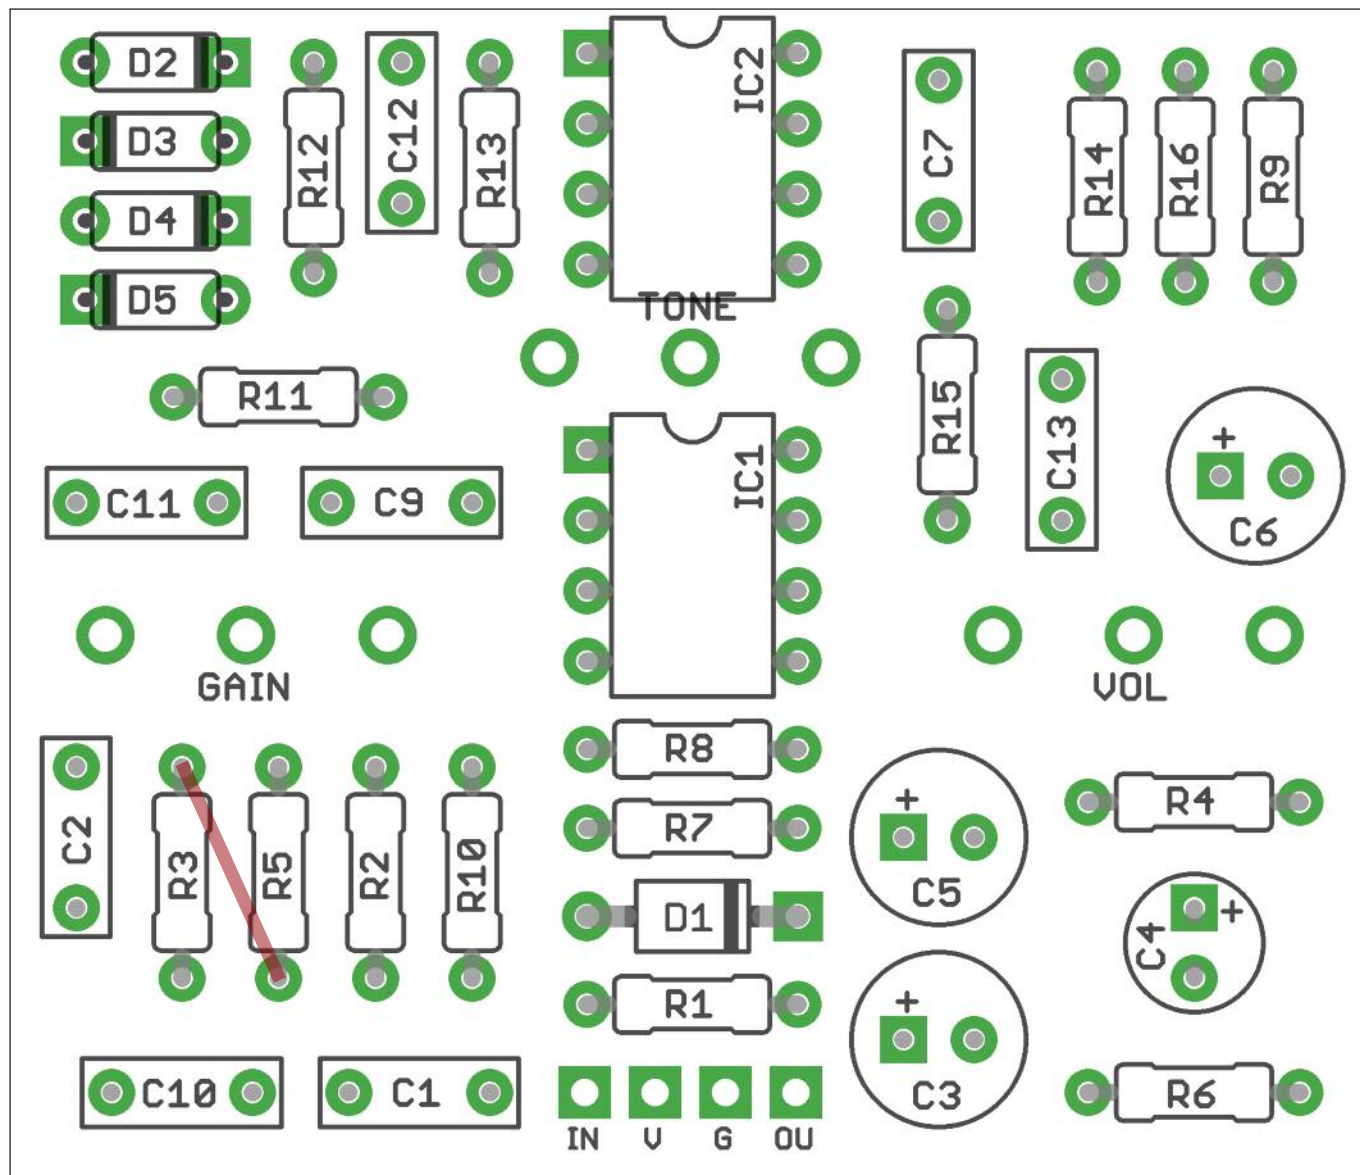 D2
D3
D4
D5
R12
C12
R13
IC2
C7
R14
R16
R9
TONE
R11
R15
C13
+
C6
C11
C9
IC1
GAIN
VOL
C2
R3
R5
R2
R10
R8
R7
D1
R1
+
C5
+
C3
R4
+
C4
R6
C10
C1
IN V G OU